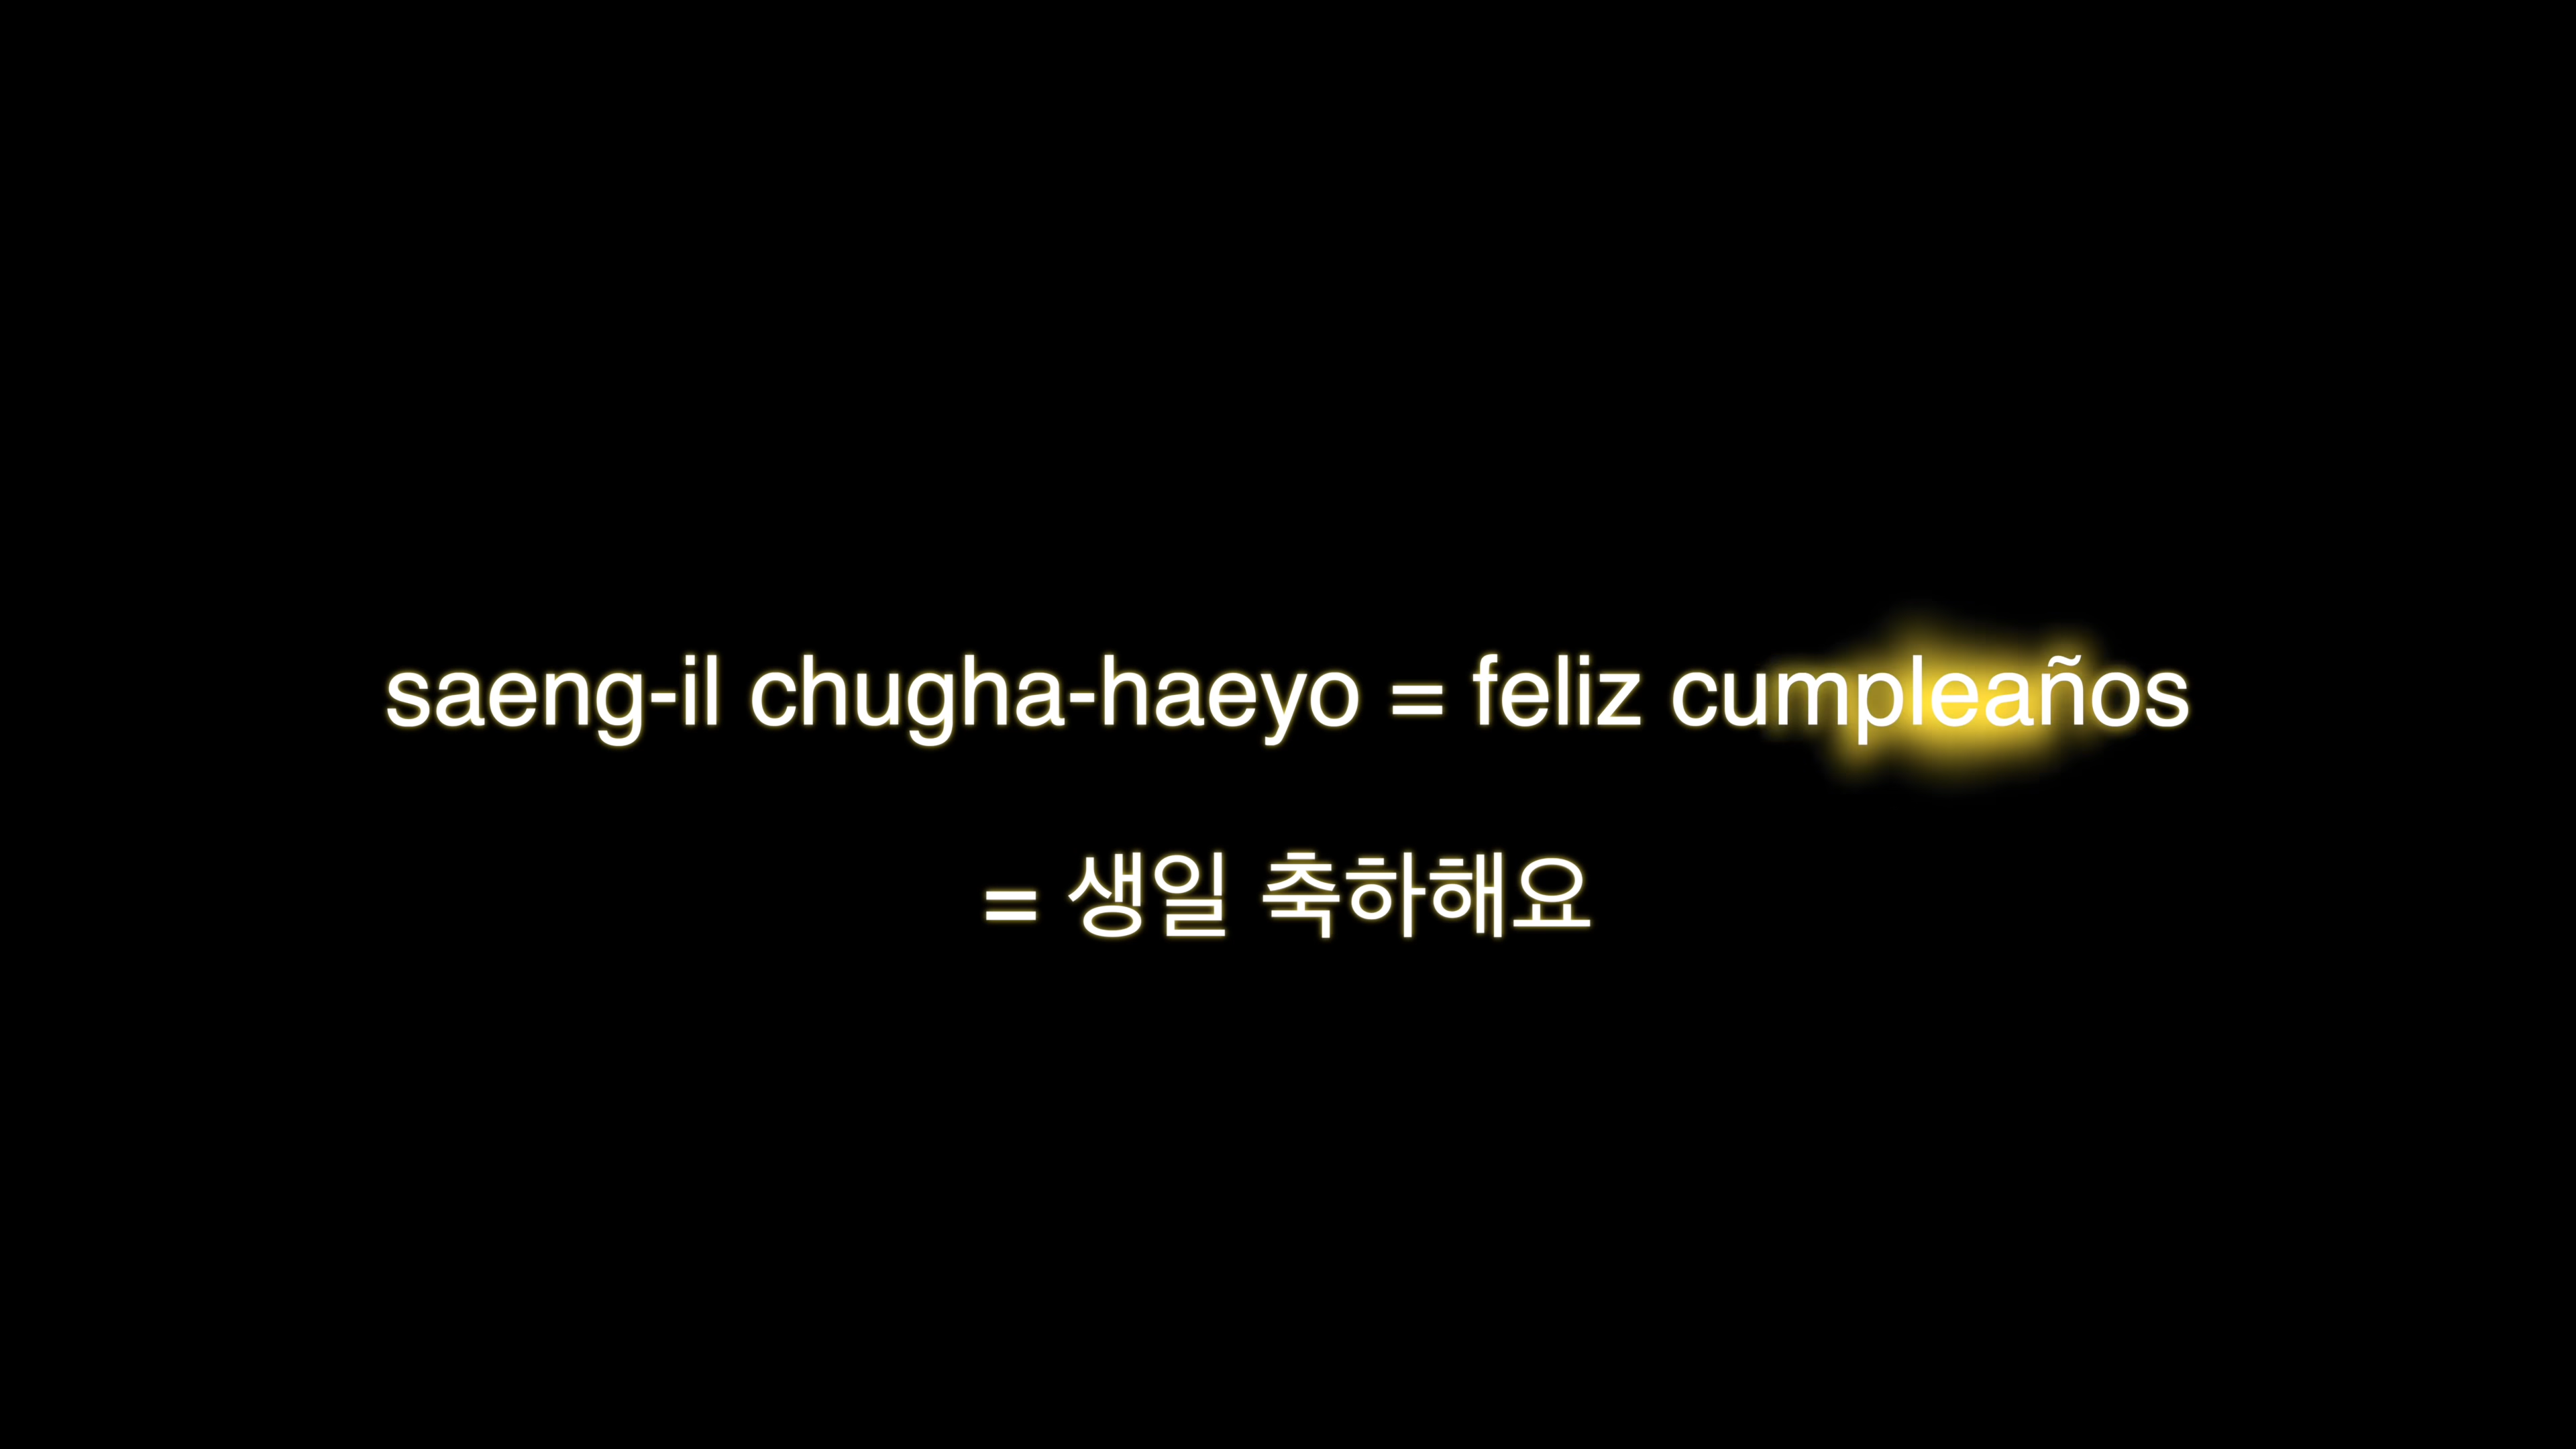 saeng-il chugha-haeyo = feliz cumpleaños
= 생일 축하해요